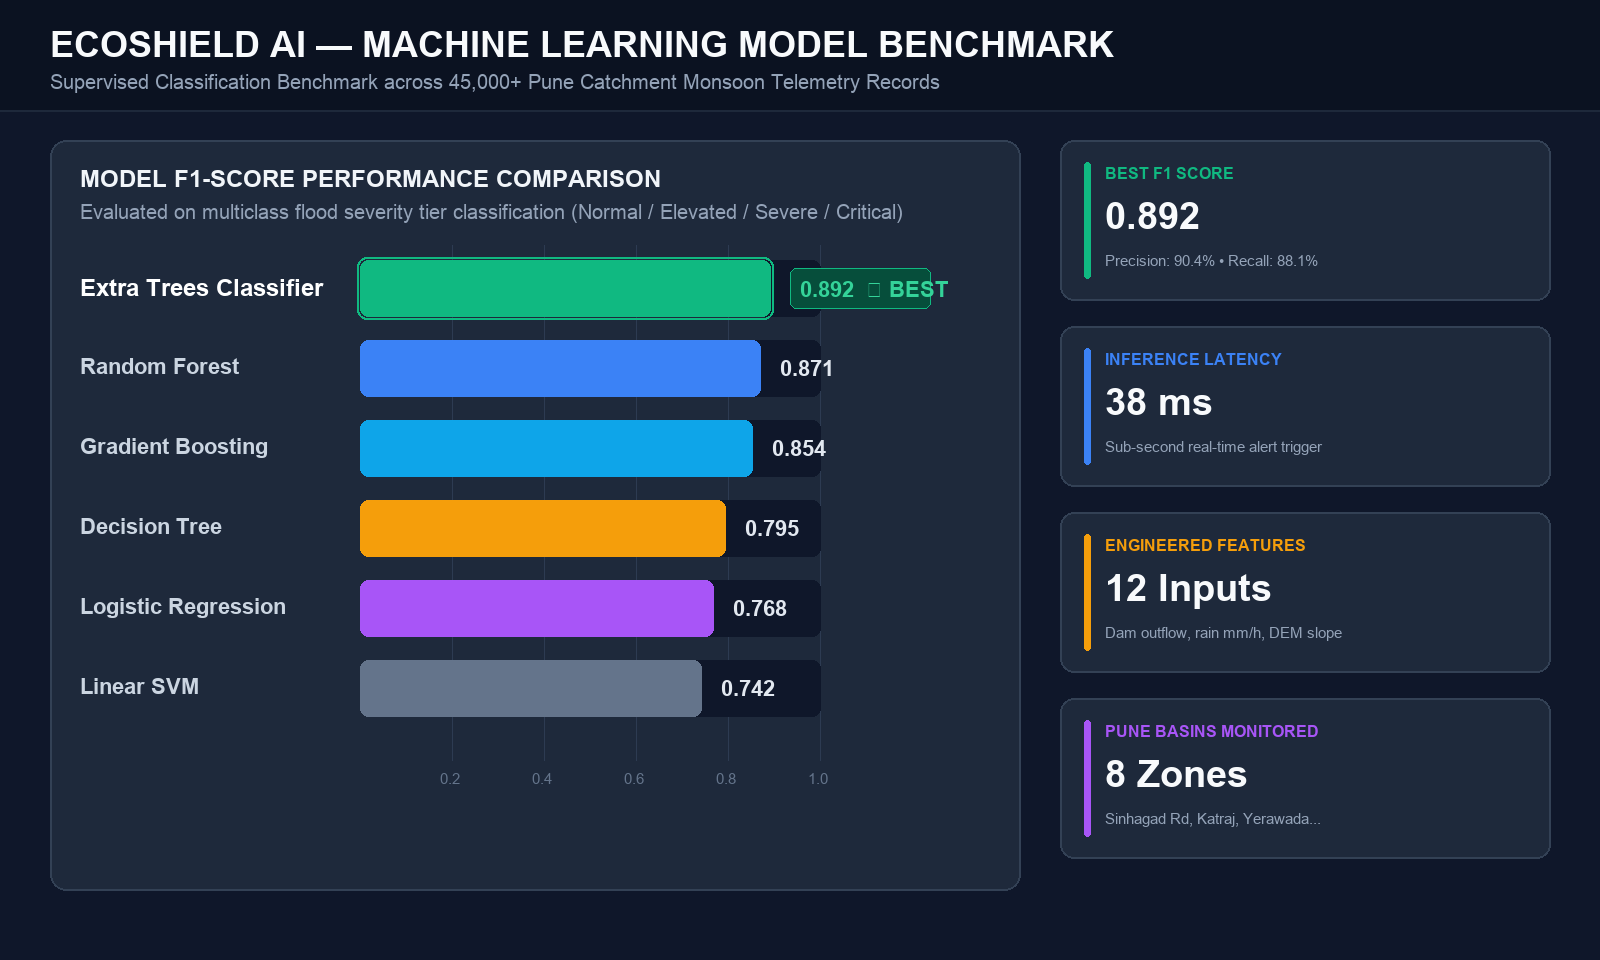 ECOSHIELD AI — MACHINE LEARNING MODEL BENCHMARK
Supervised Classification Benchmark across 45,000+ Pune Catchment Monsoon Telemetry Records
MODEL F1-SCORE PERFORMANCE COMPARISON
Evaluated on multiclass flood severity tier classification (Normal / Elevated / Severe / Critical)
Extra Trees Classifier
0.892 BEST
Random Forest
0.871
Gradient Boosting
0.854
Decision Tree
0.795
Logistic Regression
0.768
Linear SVM
0.742
0.2 0.4 0.6 0.8 1.0
BEST F1 SCORE
0.892
Precision: 90.4% • Recall: 88.1%
INFERENCE LATENCY
38 ms
Sub-second real-time alert trigger
ENGINEERED FEATURES
12 Inputs
Dam outflow, rain mm/h, DEM slope
PUNE BASINS MONITORED
8 Zones
Sinhagad Rd, Katraj, Yerawada...